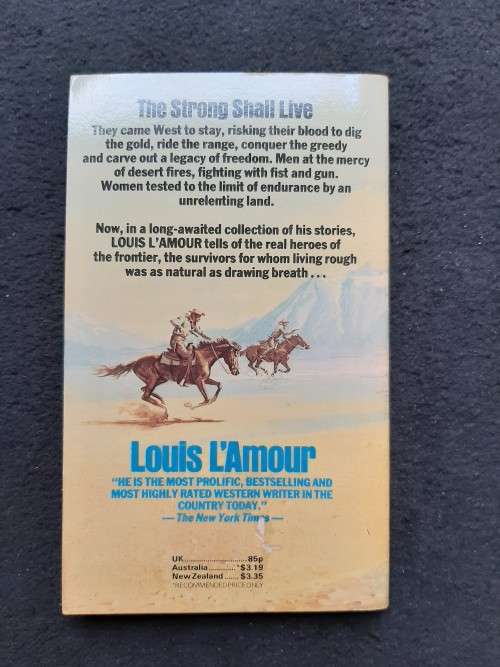 The Strong Shall Live
They came West to stay, risking their blood to dig
the gold, ride the range, conquer the greedy
and carve out a legacy of freedom. Men at the mercy
of desert fires, fighting with fist and gun.
Women tested to the limit of endurance by an
unrelenting land.
Now, in a long-awaited collection of his stories,
LOUIS L'AMOUR tells of the real heroes of
the frontier, the survivors for whom living rough
was as natural as drawing breath...
Louis L'Amour
"HE IS THE MOST PROLIFIC, BESTSELLING AND
MOST HIGHLY RATED WESTERN WRITER IN THE
COUNTRY TODAY."
— The New York Times —
UK....................85p
Australia.........*$3.19
New Zealand.....$3.35
*RECOMMENDED PRICE ONLY